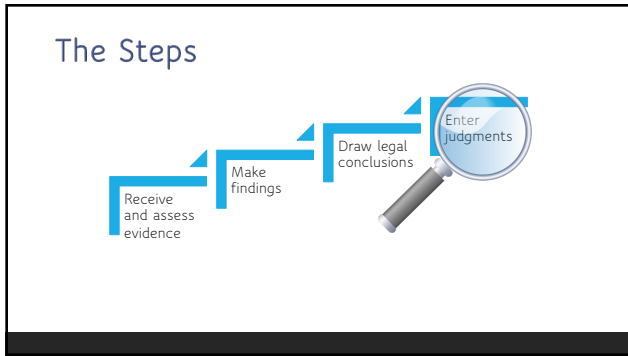 The Steps
Receive
and assess
evidence
Make
findings
Draw legal
conclusions
Enter
judgments